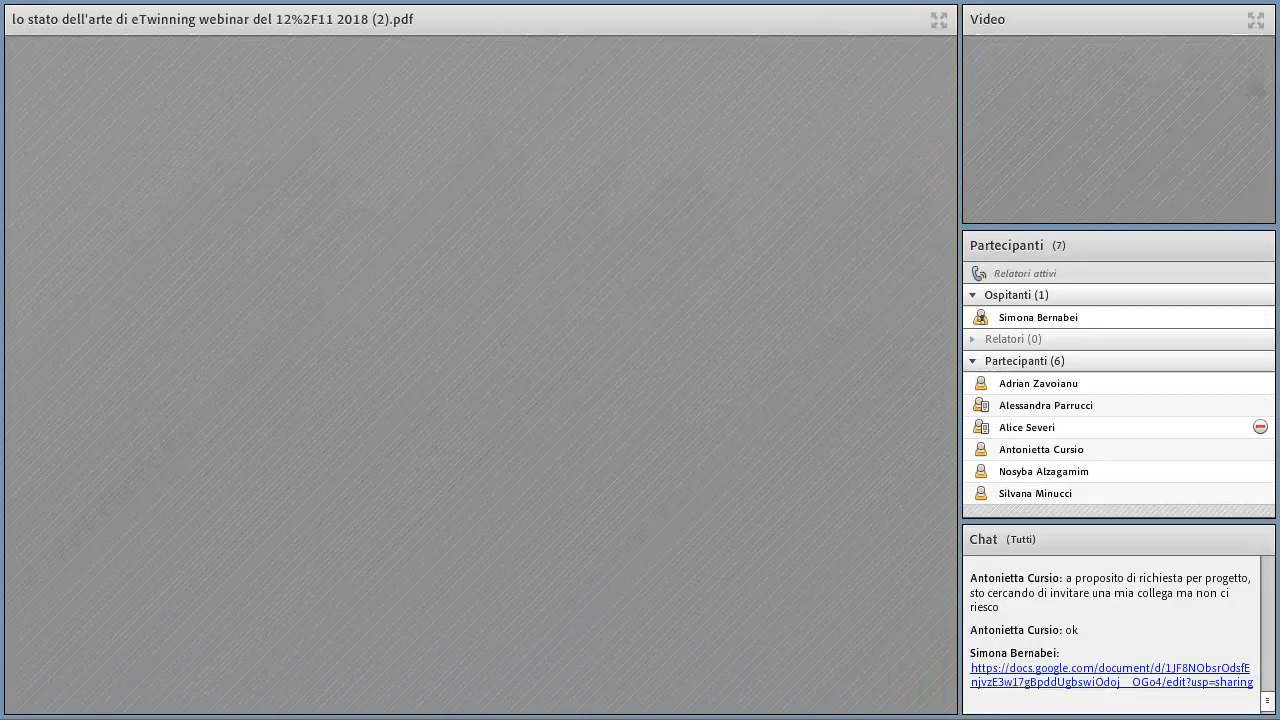 lo stato dell'arte di eTwinning webinar del 12%2F11 2018 (2).pdf
Video
Partecipanti (7)
Relatori attivi
Ospitanti (1)
Simona Bernabei
Relatori (0)
Partecipanti (6)
Adrian Zavoianu
Alessandra Parrucci
Alice Severi
Antonietta Cursio
Nosyba Alzagamim
Silvana Minucci
Chat (Tutti)
Antonietta Cursio: a proposito di richiesta per progetto,
sto cercando di invitare una mia collega ma non ci
riesco
Antonietta Cursio: ok
Simona Bernabei:
https://docs.google.com/document/d/1JF8NObsrOdsfE
njvzE3w17gBpddUgbswiOdoj__OGo4/edit?usp=sharing